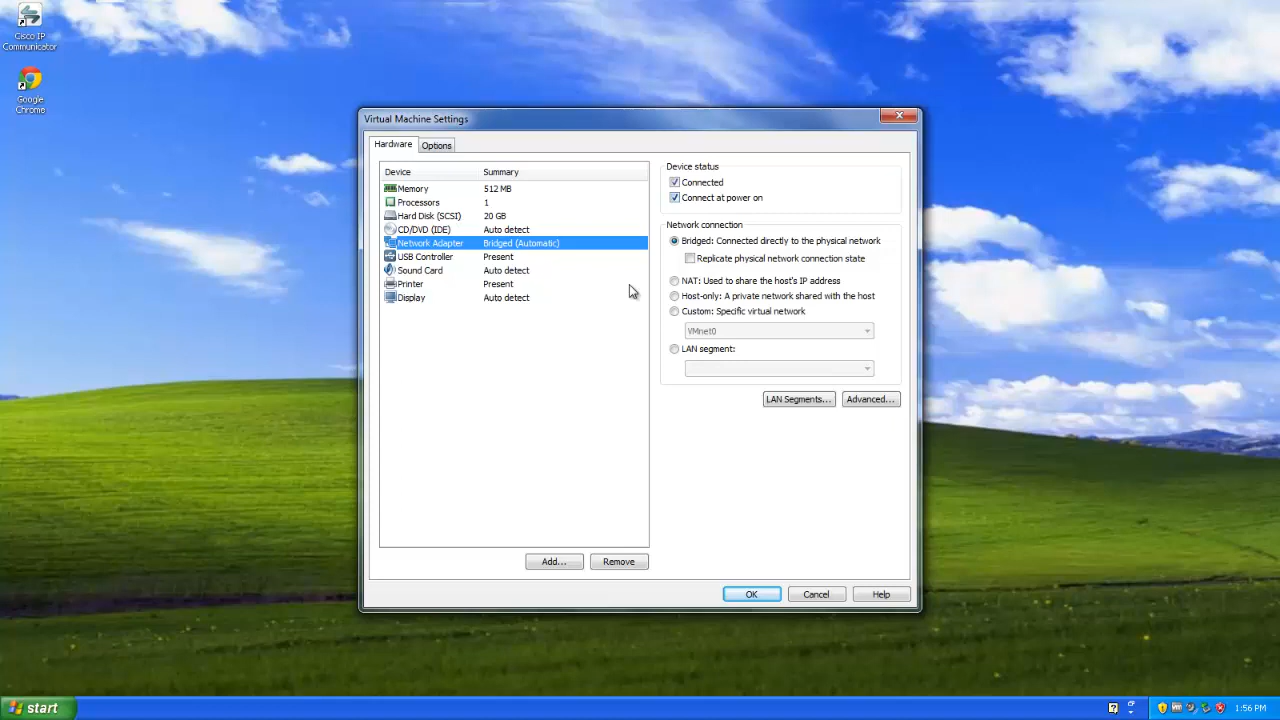 Cisco IP
Communicator
Google
Chrome
Virtual Machine Settings
Hardware
Options
Device Summary
Memory 512 MB
Processors 1
Hard Disk (SCSI) 20 GB
CD/DVD (IDE) Auto detect
Network Adapter Bridged (Automatic)
USB Controller Present
Sound Card Auto detect
Printer Present
Display Auto detect
Add...
Remove
Device status
Connected
Connect at power on
Network connection
Bridged: Connected directly to the physical network
Replicate physical network connection state
NAT: Used to share the host's IP address
Host-only: A private network shared with the host
Custom: Specific virtual network
VMnet0
LAN segment:
LAN Segments...
Advanced...
OK
Cancel
Help
start
1:56 PM